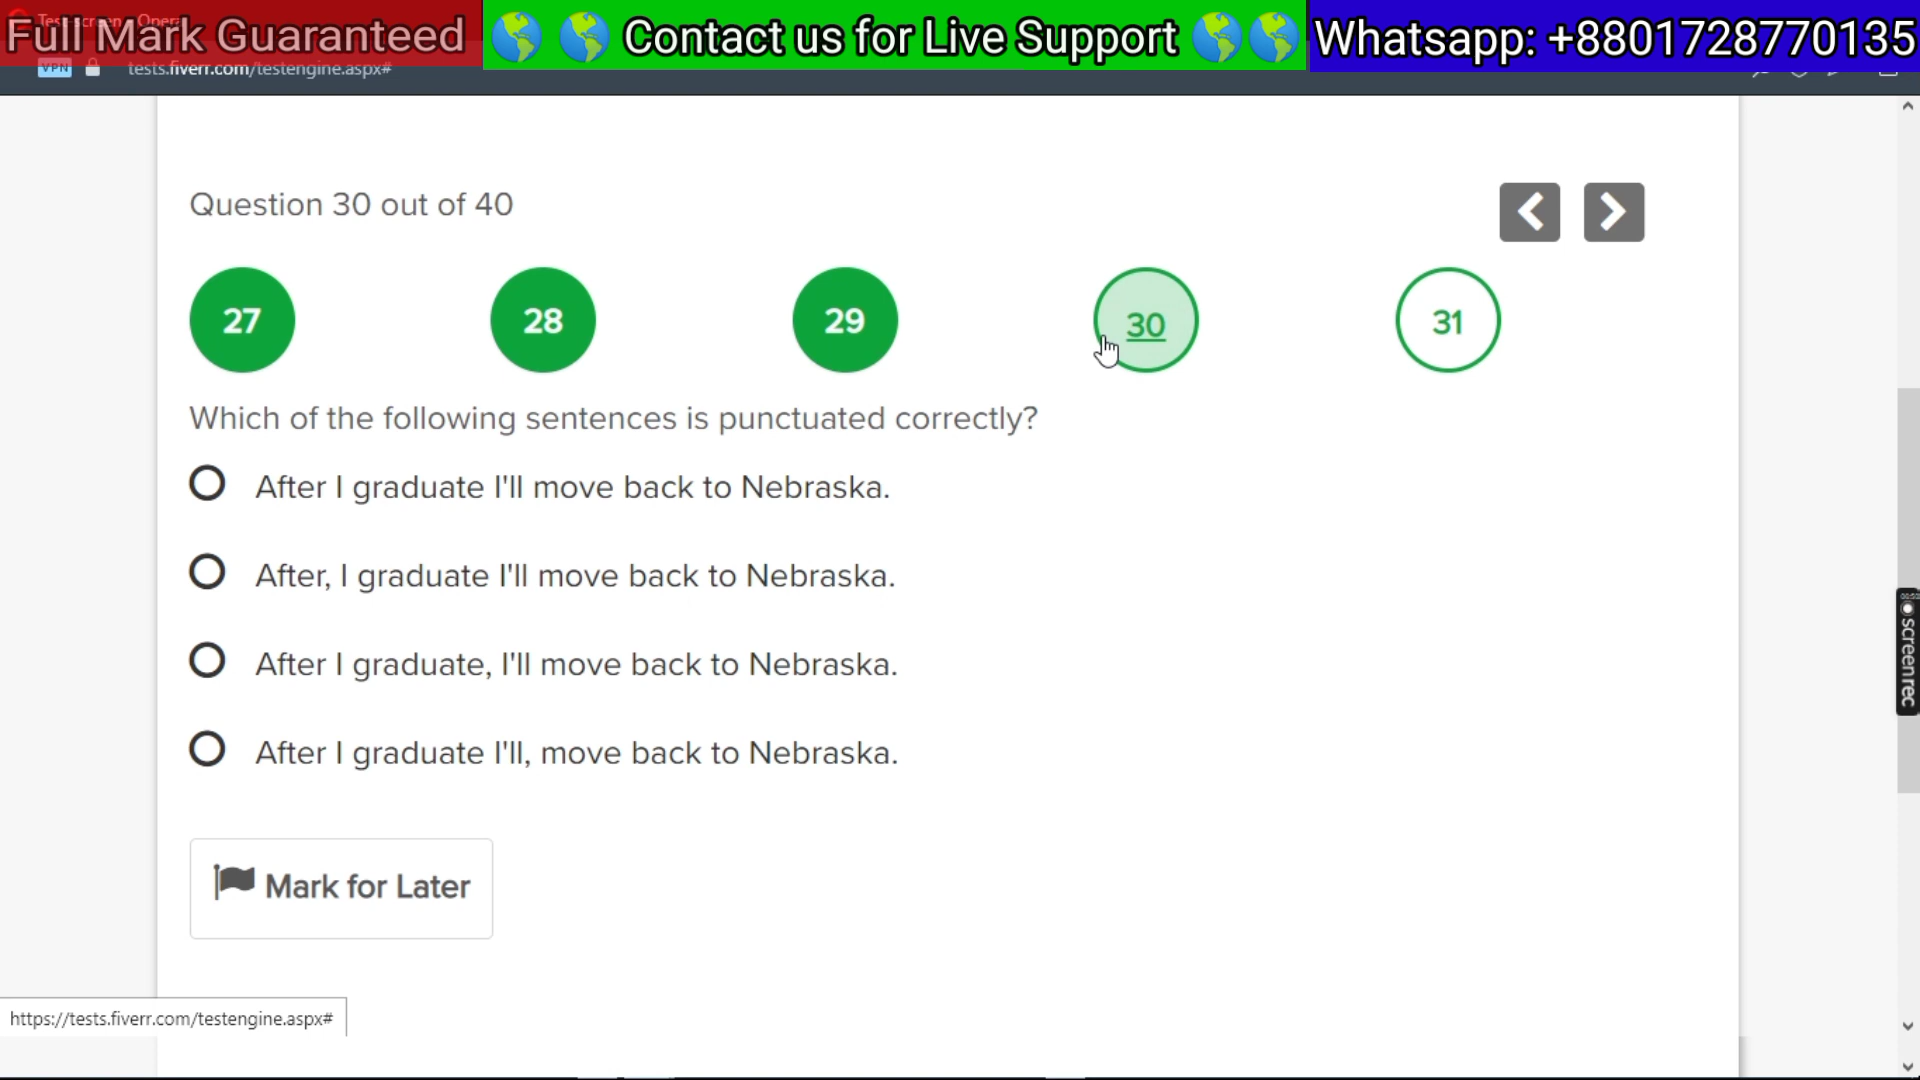 Full Mark Guaranteed
Contact us for Live Support
Whatsapp: +8801728770135
VPN
tests.fiverr.com/testengine.aspx#
Question 30 out of 40
27
28
29
30
31
Which of the following sentences is punctuated correctly?
After I graduate I'll move back to Nebraska.
After, I graduate I'll move back to Nebraska.
After I graduate, I'll move back to Nebraska.
After I graduate I'll, move back to Nebraska.
Mark for Later
screenrec
https://tests.fiverr.com/testengine.aspx#